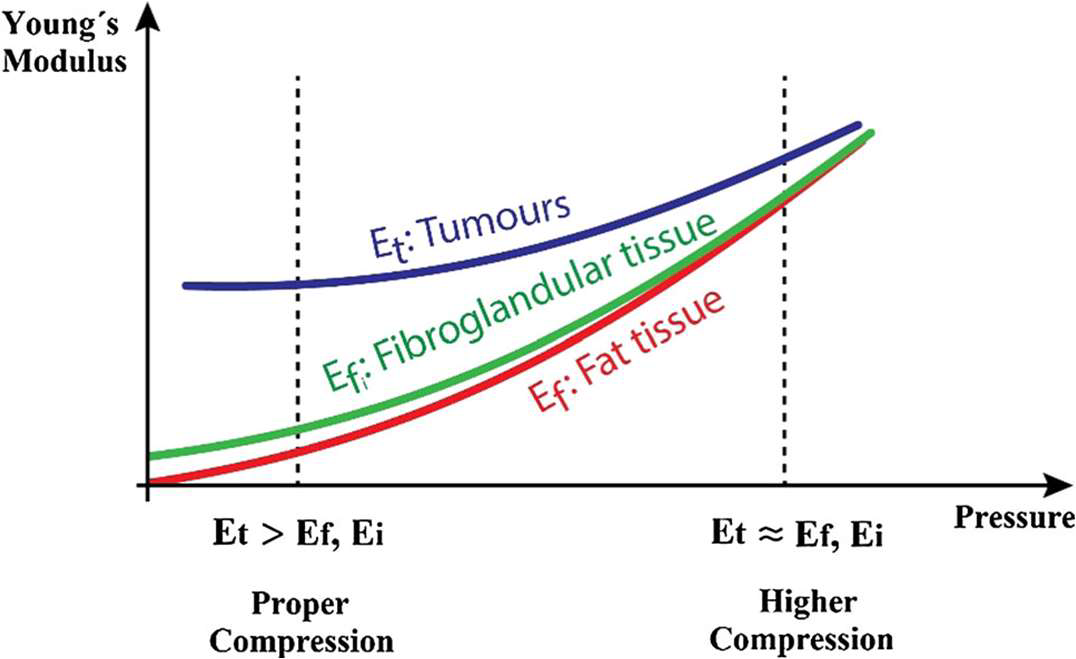 Young´s
Modulus
Et: Tumours
Efi: Fibroglandular tissue
Ef: Fat tissue
Et > Ef, Ei
Et ≈ Ef, Ei
Pressure
Proper
Compression
Higher
Compression